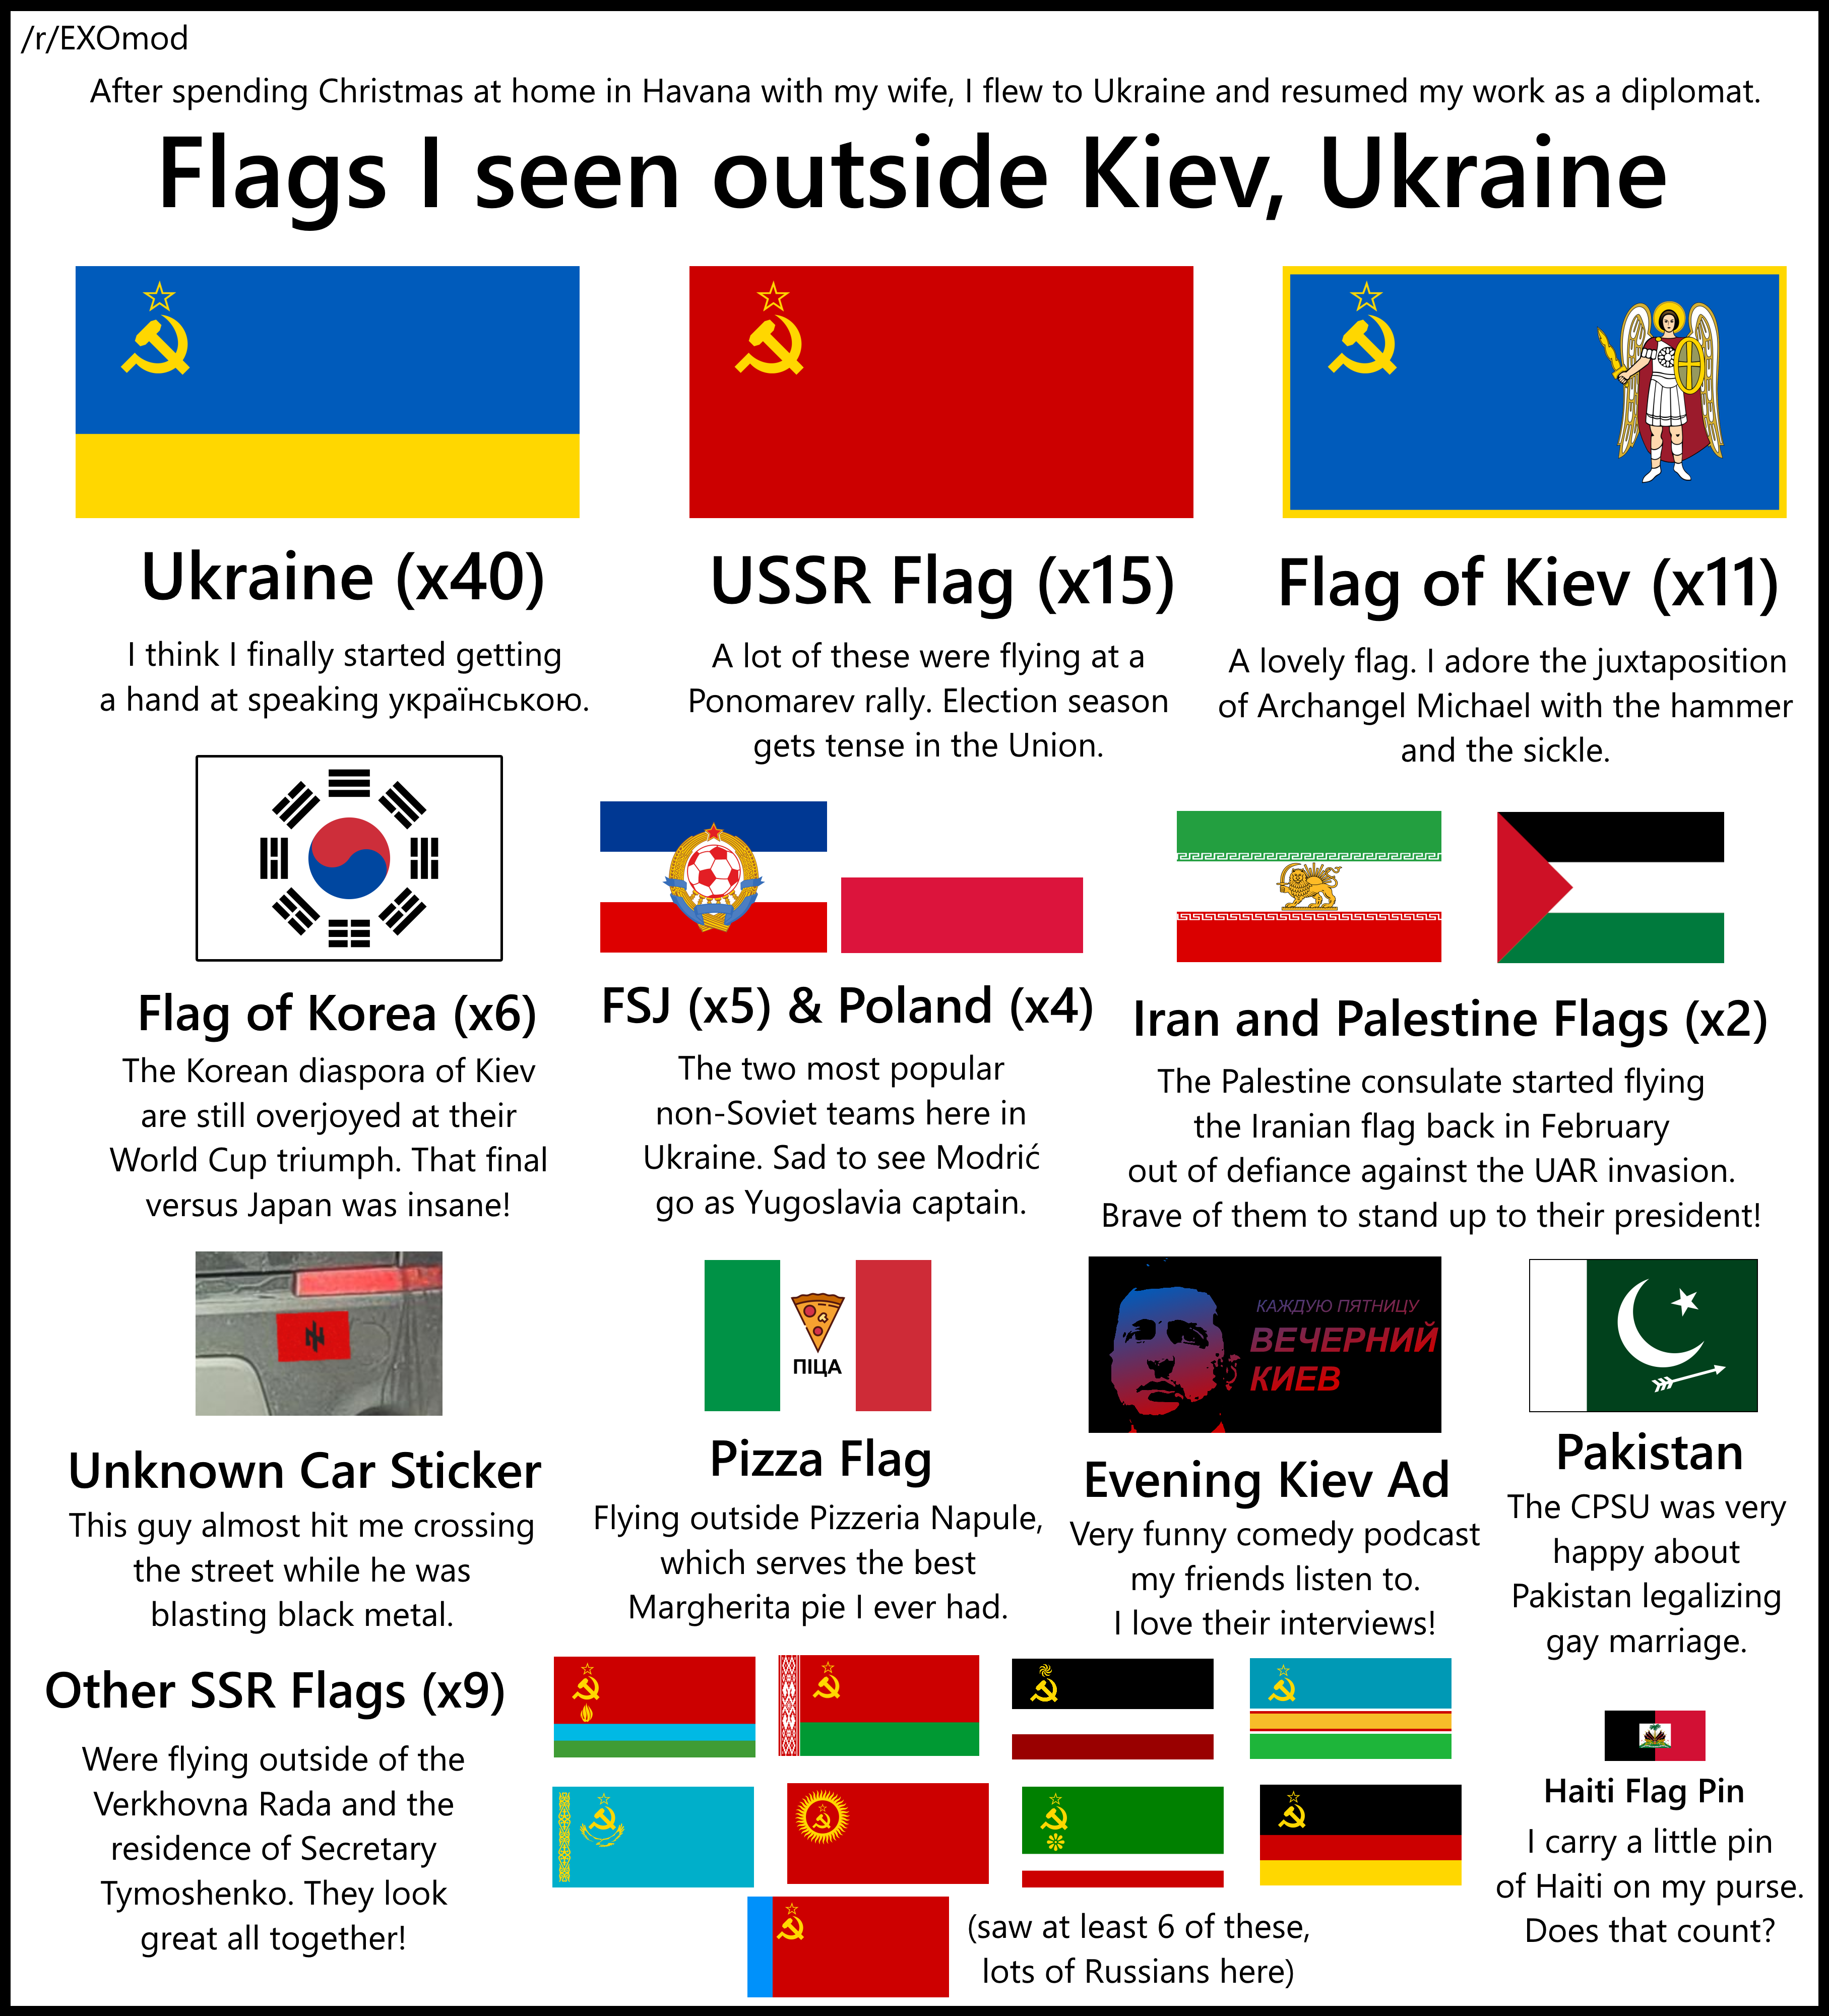 /r/EXOmod
After spending Christmas at home in Havana with my wife, I flew to Ukraine and resumed my work as a diplomat.
Flags I seen outside Kiev, Ukraine
Ukraine (x40)
I think I finally started getting
a hand at speaking українською.
USSR Flag (x15)
A lot of these were flying at a
Ponomarev rally. Election season
gets tense in the Union.
Flag of Kiev (x11)
A lovely flag. I adore the juxtaposition
of Archangel Michael with the hammer
and the sickle.
Flag of Korea (x6)
The Korean diaspora of Kiev
are still overjoyed at their
World Cup triumph. That final
versus Japan was insane!
FSJ (x5) & Poland (x4)
The two most popular
non-Soviet teams here in
Ukraine. Sad to see Modrić
go as Yugoslavia captain.
Iran and Palestine Flags (x2)
The Palestine consulate started flying
the Iranian flag back in February
out of defiance against the UAR invasion.
Brave of them to stand up to their president!
Unknown Car Sticker
This guy almost hit me crossing
the street while he was
blasting black metal.
ПІЦА
Pizza Flag
Flying outside Pizzeria Napule,
which serves the best
Margherita pie I ever had.
КАЖДУЮ ПЯТНИЦУ
ВЕЧЕРНИЙ
КИЕВ
Evening Kiev Ad
Very funny comedy podcast
my friends listen to.
I love their interviews!
Pakistan
The CPSU was very
happy about
Pakistan legalizing
gay marriage.
Other SSR Flags (x9)
Were flying outside of the
Verkhovna Rada and the
residence of Secretary
Tymoshenko. They look
great all together!
(saw at least 6 of these,
lots of Russians here)
Haiti Flag Pin
I carry a little pin
of Haiti on my purse.
Does that count?